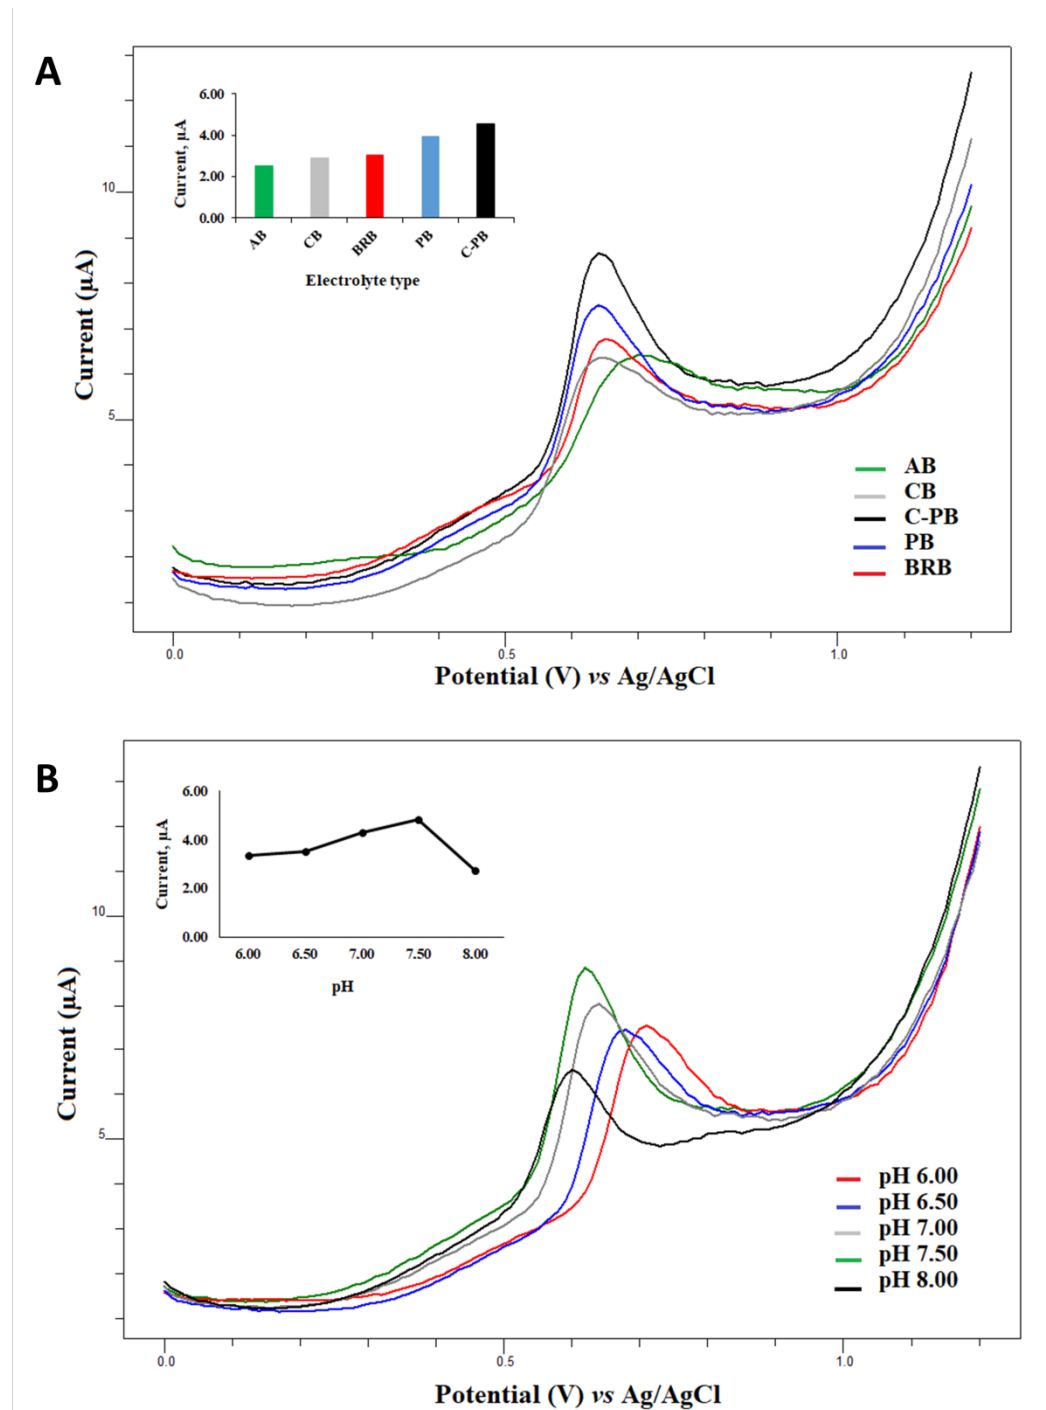 A
6.00
4.00
2.00
0.00
Current, µA
AB
CB
BRB
PB
C-PB
Electrolyte type
10
5
Current (µA)
AB
CB
C-PB
PB
BRB
0.0
0.5
1.0
Potential (V) vs Ag/AgCl
B
6.00
4.00
2.00
0.00
Current, µA
6.00 6.50 7.00 7.50 8.00
pH
10
5
Current (µA)
pH 6.00
pH 6.50
pH 7.00
pH 7.50
pH 8.00
0.0
0.5
1.0
Potential (V) vs Ag/AgCl